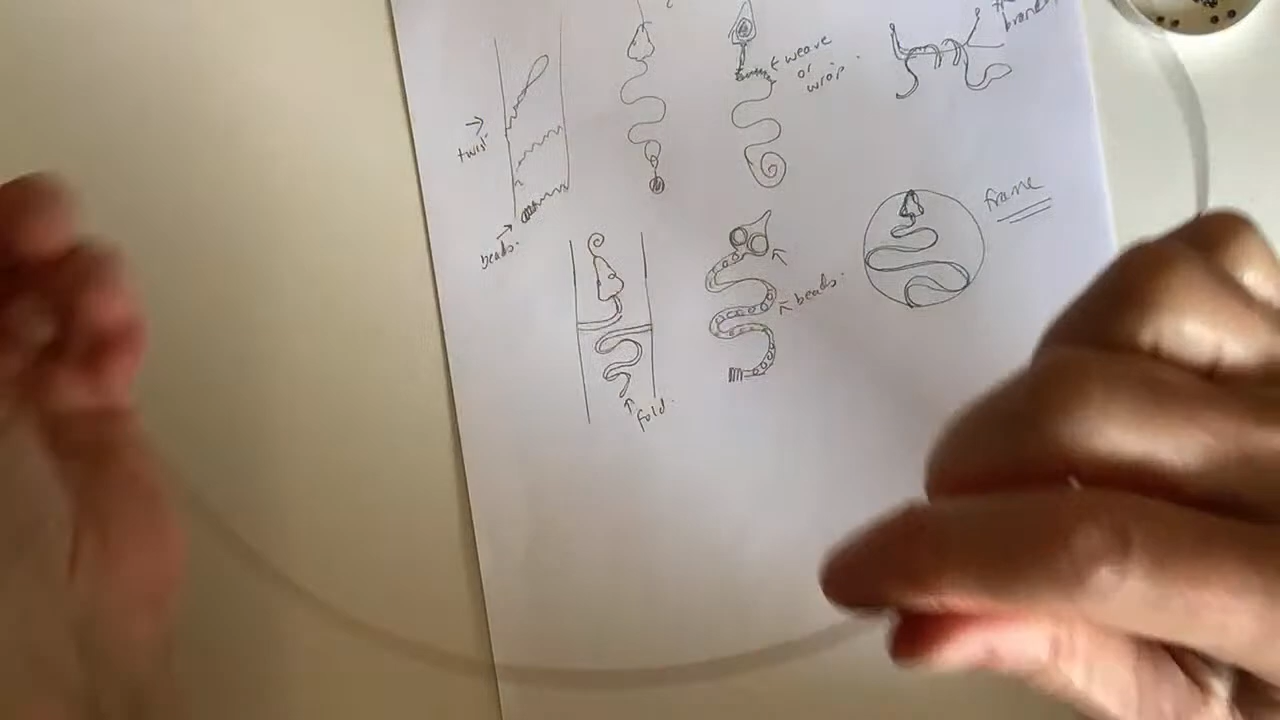 weave
or
wrap.
twist
beads.
frame
beads.
fold.